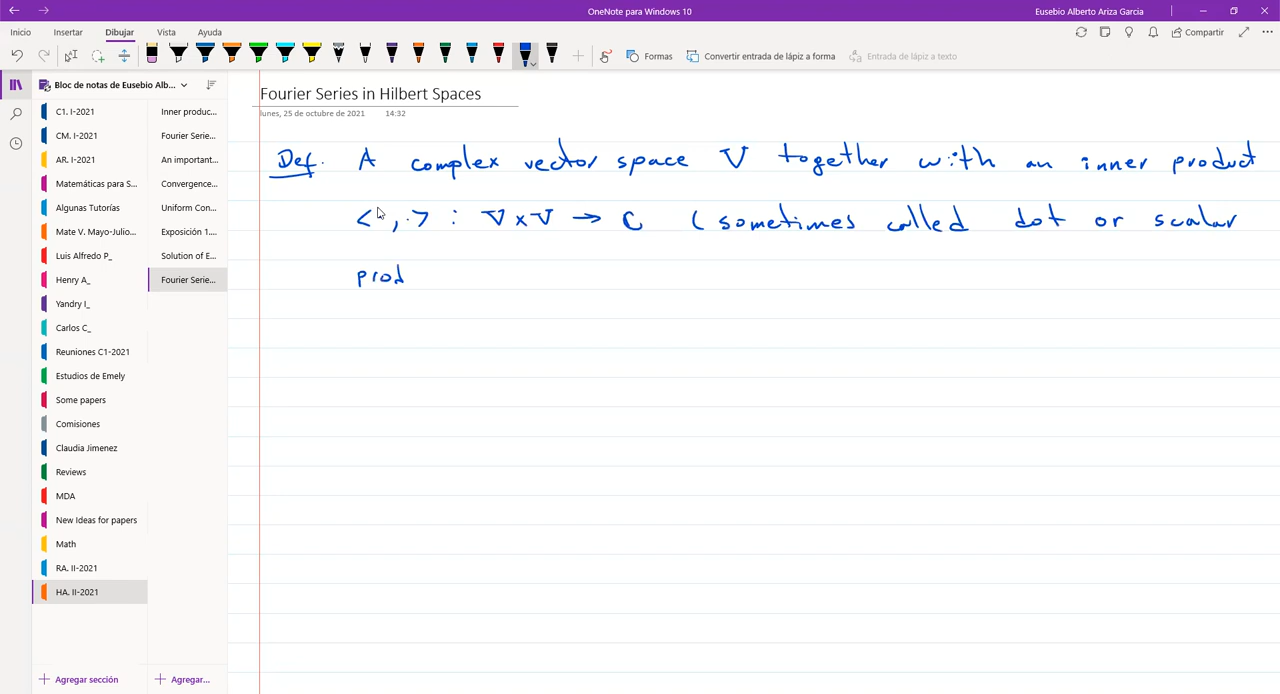 OneNote para Windows 10
Eusebio Alberto Ariza Garcia
Inicio
Insertar
Dibujar
Vista
Ayuda
Compartir
Formas
Convertir entrada de lápiz a forma
Entrada de lápiz a texto
Bloc de notas de Eusebio Alb...
C1. I-2021
CM. I-2021
AR. I-2021
Matemáticas para S...
Algunas Tutorías
Mate V. Mayo-Julio...
Luis Alfredo P_
Henry A_
Yandry I_
Carlos C_
Reuniones C1-2021
Estudios de Emely
Some papers
Comisiones
Claudia Jimenez
Reviews
MDA
New Ideas for papers
Math
RA. II-2021
HA. II-2021
Agregar sección
Inner produc...
Fourier Serie...
An important...
Convergence...
Uniform Con...
Exposición 1...
Solution of E...
Fourier Serie...
Agregar...
Fourier Series in Hilbert Spaces
lunes, 25 de octubre de 2021 14:32
Def. A complex vector space V together with an inner product
<·,·> : V×V → C (sometimes called dot or scalar
prod